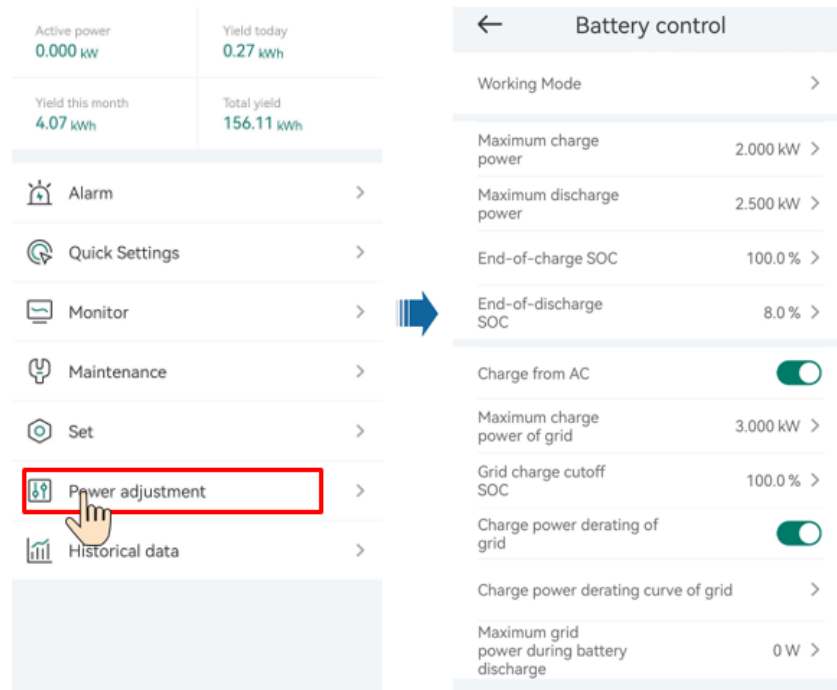 Active power
0.000 kW
Yield today
0.27 kWh
Yield this month
4.07 kWh
Total yield
156.11 kWh
Alarm
Quick Settings
Monitor
Maintenance
Set
Power adjustment
Historical data
Battery control
Working Mode
Maximum charge
power
2.000 kW
Maximum discharge
power
2.500 kW
End-of-charge SOC
100.0 %
End-of-discharge
SOC
8.0 %
Charge from AC
Maximum charge
power of grid
3.000 kW
Grid charge cutoff
SOC
100.0 %
Charge power derating of
grid
Charge power derating curve of grid
Maximum grid
power during battery
discharge
0 W